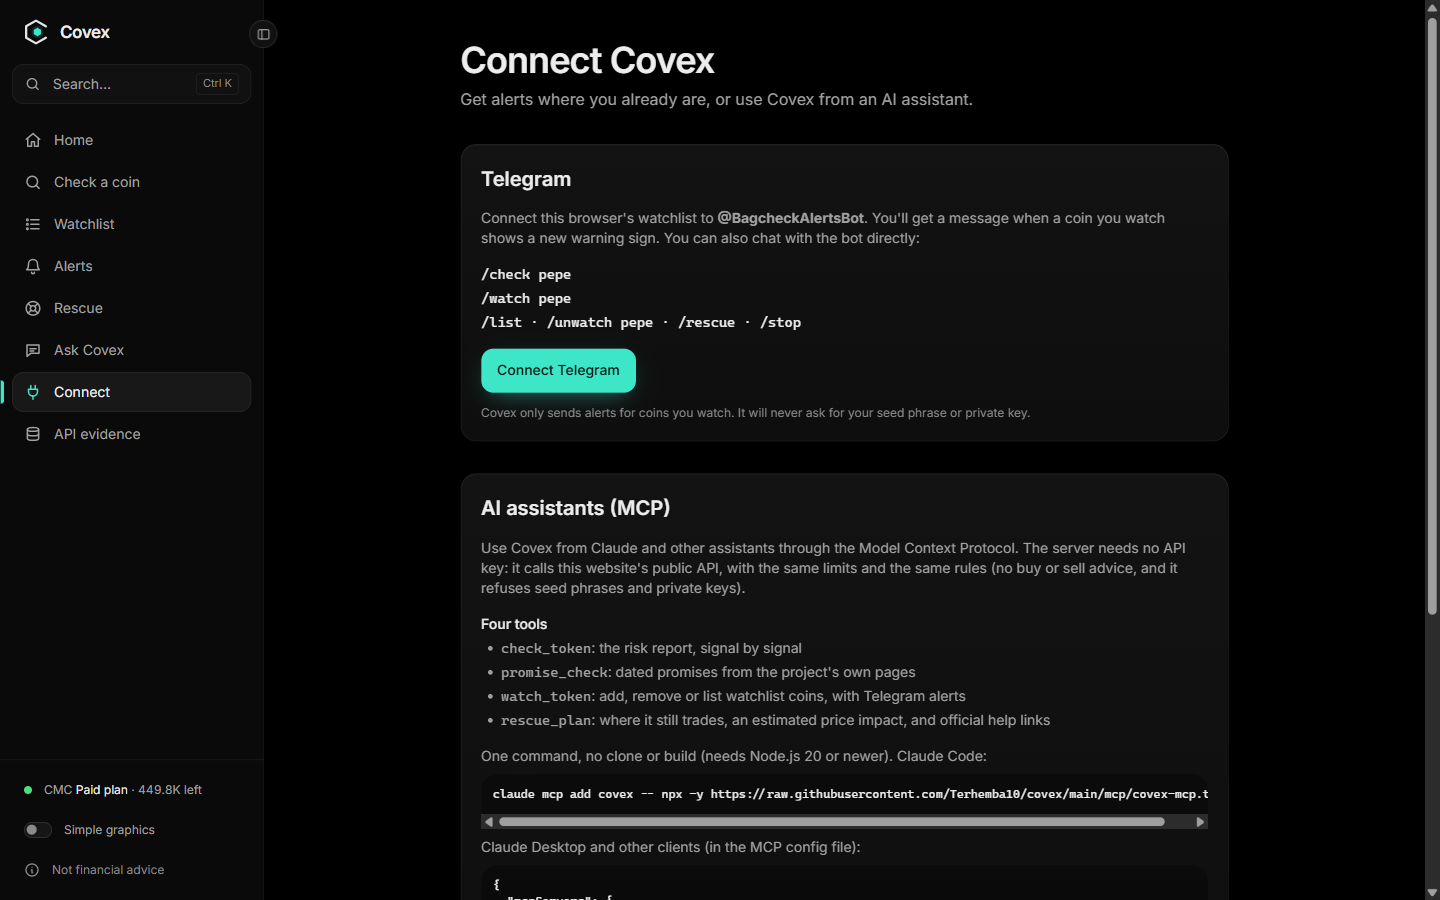 Covex
Search...
Ctrl K
Home
Check a coin
Watchlist
Alerts
Rescue
Ask Covex
Connect
API evidence
CMC Paid plan · 449.8K left
Simple graphics
Not financial advice
Connect Covex
Get alerts where you already are, or use Covex from an AI assistant.
Telegram
Connect this browser's watchlist to @BagcheckAlertsBot. You'll get a message when a coin you watch
shows a new warning sign. You can also chat with the bot directly:
/check pepe
/watch pepe
/list · /unwatch pepe · /rescue · /stop
Connect Telegram
Covex only sends alerts for coins you watch. It will never ask for your seed phrase or private key.
AI assistants (MCP)
Use Covex from Claude and other assistants through the Model Context Protocol. The server needs no API
key: it calls this website's public API, with the same limits and the same rules (no buy or sell advice, and it
refuses seed phrases and private keys).
Four tools
• check_token: the risk report, signal by signal
• promise_check: dated promises from the project's own pages
• watch_token: add, remove or list watchlist coins, with Telegram alerts
• rescue_plan: where it still trades, an estimated price impact, and official help links
One command, no clone or build (needs Node.js 20 or newer). Claude Code:
claude mcp add covex -- npx -y https://raw.githubusercontent.com/Terhemba10/covex/main/mcp/covex-mcp.t
Claude Desktop and other clients (in the MCP config file):
{